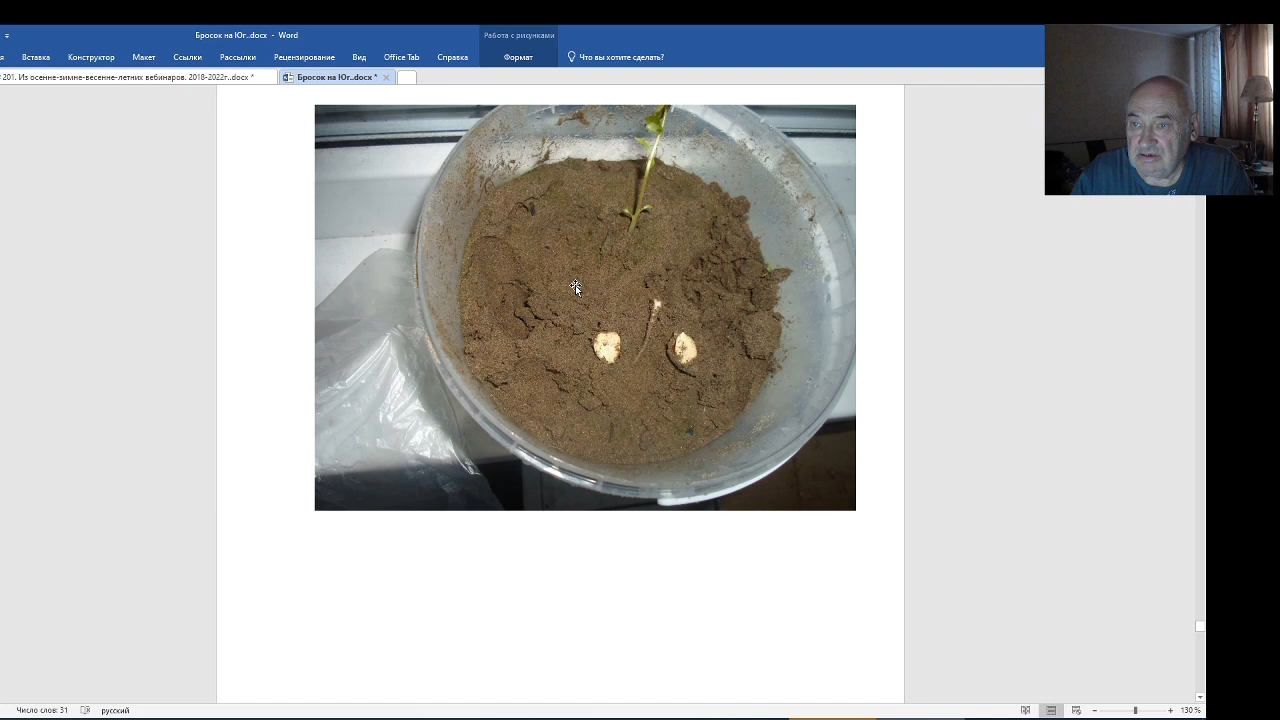 Бросок на Юг..docx - Word
Работа с рисунками
я Вставка Конструктор Макет Ссылки Рассылки Рецензирование Вид Office Tab Справка Формат Что вы хотите сделать?
201. Из осенне-зимне-весенне-летних вебинаров. 2018-2022г..docx *
Бросок на Юг..docx *
Число слов: 31 русский
130 %